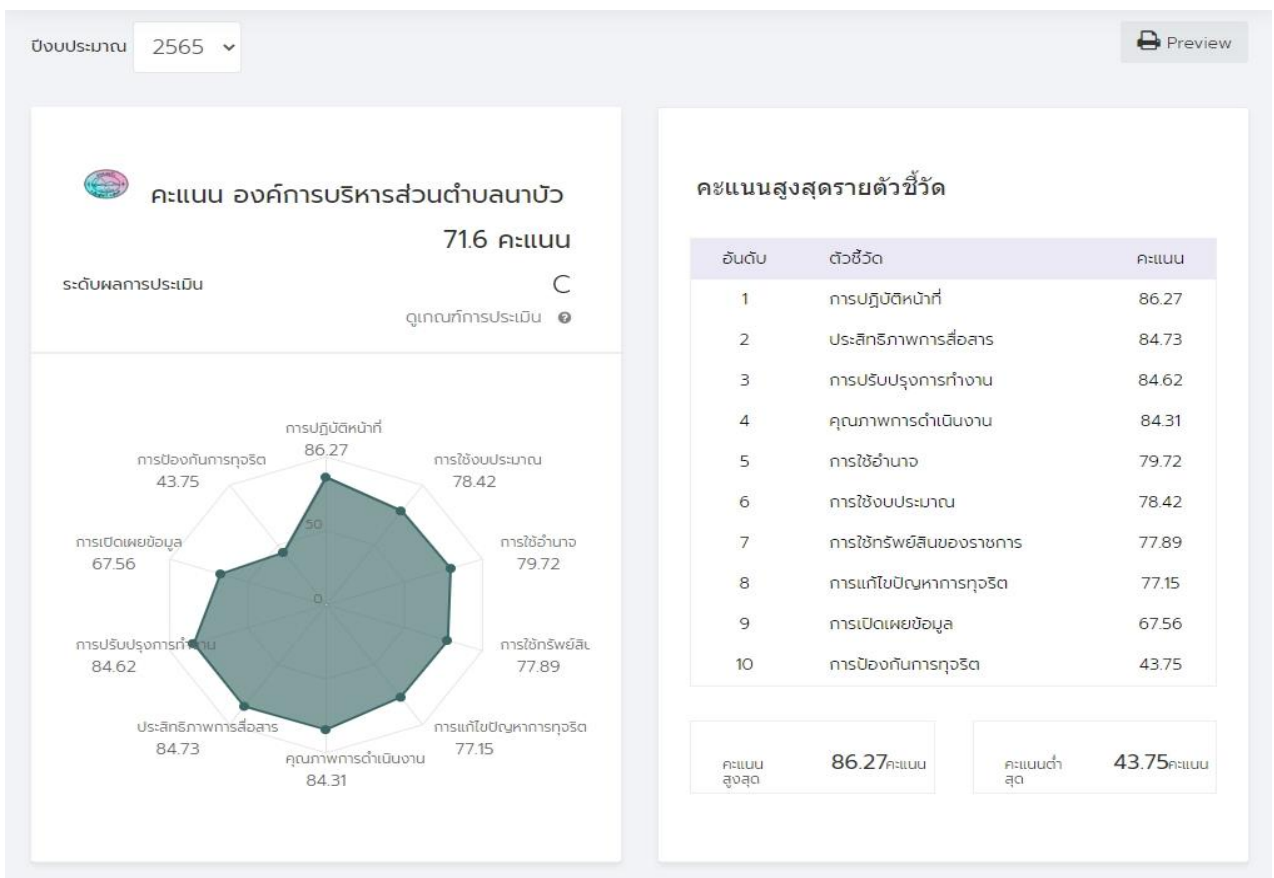 ปีงบประมาณ 2565
Preview
คะแนน องค์การบริหารส่วนตำบลนาบัว
71.6 คะแนน
ระดับผลการประเมิน C
ดูเกณฑ์การประเมิน
การปฏิบัติหน้าที่
86.27
การป้องกันการทุจริต
43.75
การใช้งบประมาณ
78.42
50
การเปิดเผยข้อมูล
67.56
การใช้อำนาจ
79.72
0
การปรับปรุงการทำงาน
84.62
การใช้ทรัพย์สิ
77.89
ประสิทธิภาพการสื่อสาร
84.73
การแก้ไขปัญหาการทุจริต
77.15
คุณภาพการดำเนินงาน
84.31
คะแนนสูงสุดรายตัวชี้วัด
อันดับ ตัวชี้วัด คะแนน
1 การปฏิบัติหน้าที่ 86.27
2 ประสิทธิภาพการสื่อสาร 84.73
3 การปรับปรุงการทำงาน 84.62
4 คุณภาพการดำเนินงาน 84.31
5 การใช้อำนาจ 79.72
6 การใช้งบประมาณ 78.42
7 การใช้ทรัพย์สินของราชการ 77.89
8 การแก้ไขปัญหาการทุจริต 77.15
9 การเปิดเผยข้อมูล 67.56
10 การป้องกันการทุจริต 43.75
คะแนน
สูงสุด
86.27คะแนน
คะแนนต่ำ
สุด
43.75คะแนน